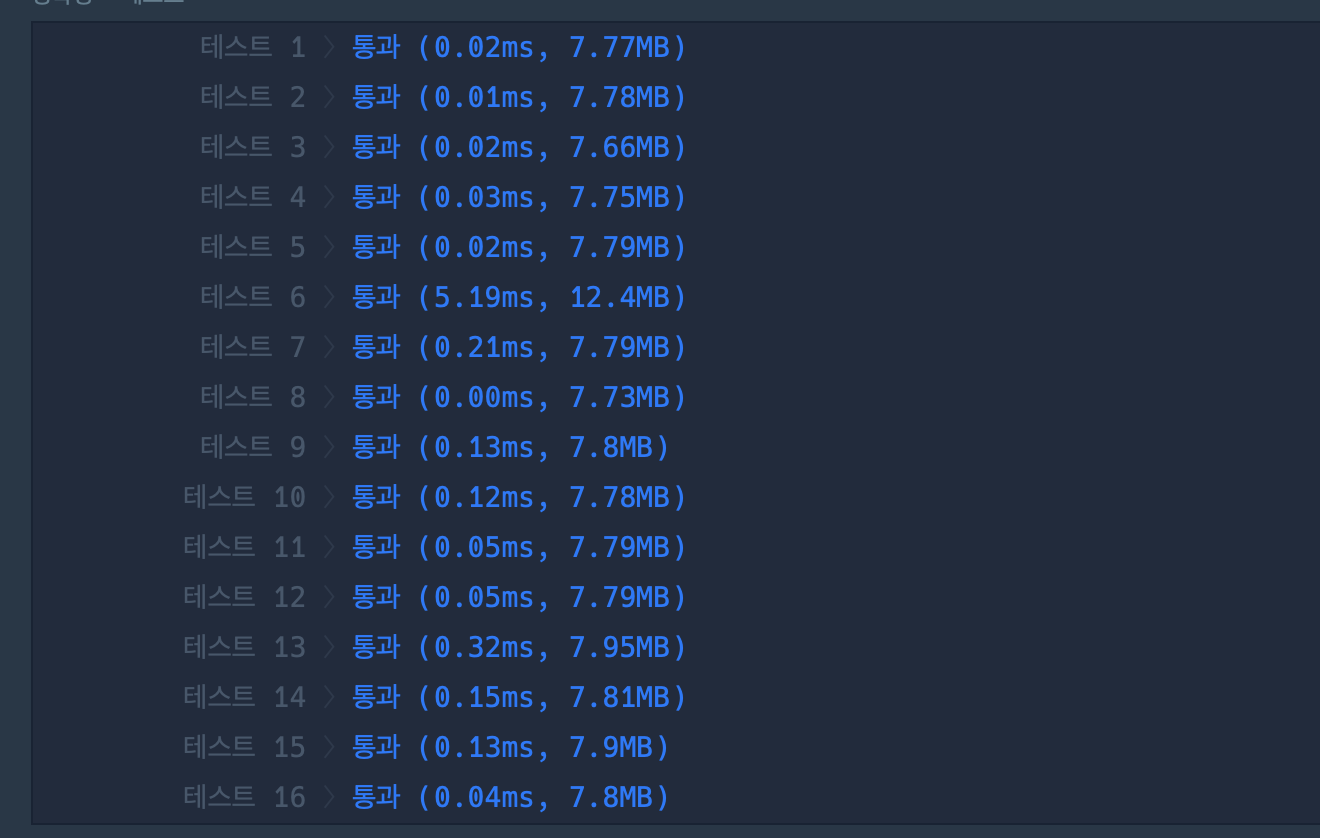 테스트 1 〉 통과 (0.02ms, 7.77MB)
테스트 2 〉 통과 (0.01ms, 7.78MB)
테스트 3 〉 통과 (0.02ms, 7.66MB)
테스트 4 〉 통과 (0.03ms, 7.75MB)
테스트 5 〉 통과 (0.02ms, 7.79MB)
테스트 6 〉 통과 (5.19ms, 12.4MB)
테스트 7 〉 통과 (0.21ms, 7.79MB)
테스트 8 〉 통과 (0.00ms, 7.73MB)
테스트 9 〉 통과 (0.13ms, 7.8MB)
테스트 10 〉 통과 (0.12ms, 7.78MB)
테스트 11 〉 통과 (0.05ms, 7.79MB)
테스트 12 〉 통과 (0.05ms, 7.79MB)
테스트 13 〉 통과 (0.32ms, 7.95MB)
테스트 14 〉 통과 (0.15ms, 7.81MB)
테스트 15 〉 통과 (0.13ms, 7.9MB)
테스트 16 〉 통과 (0.04ms, 7.8MB)